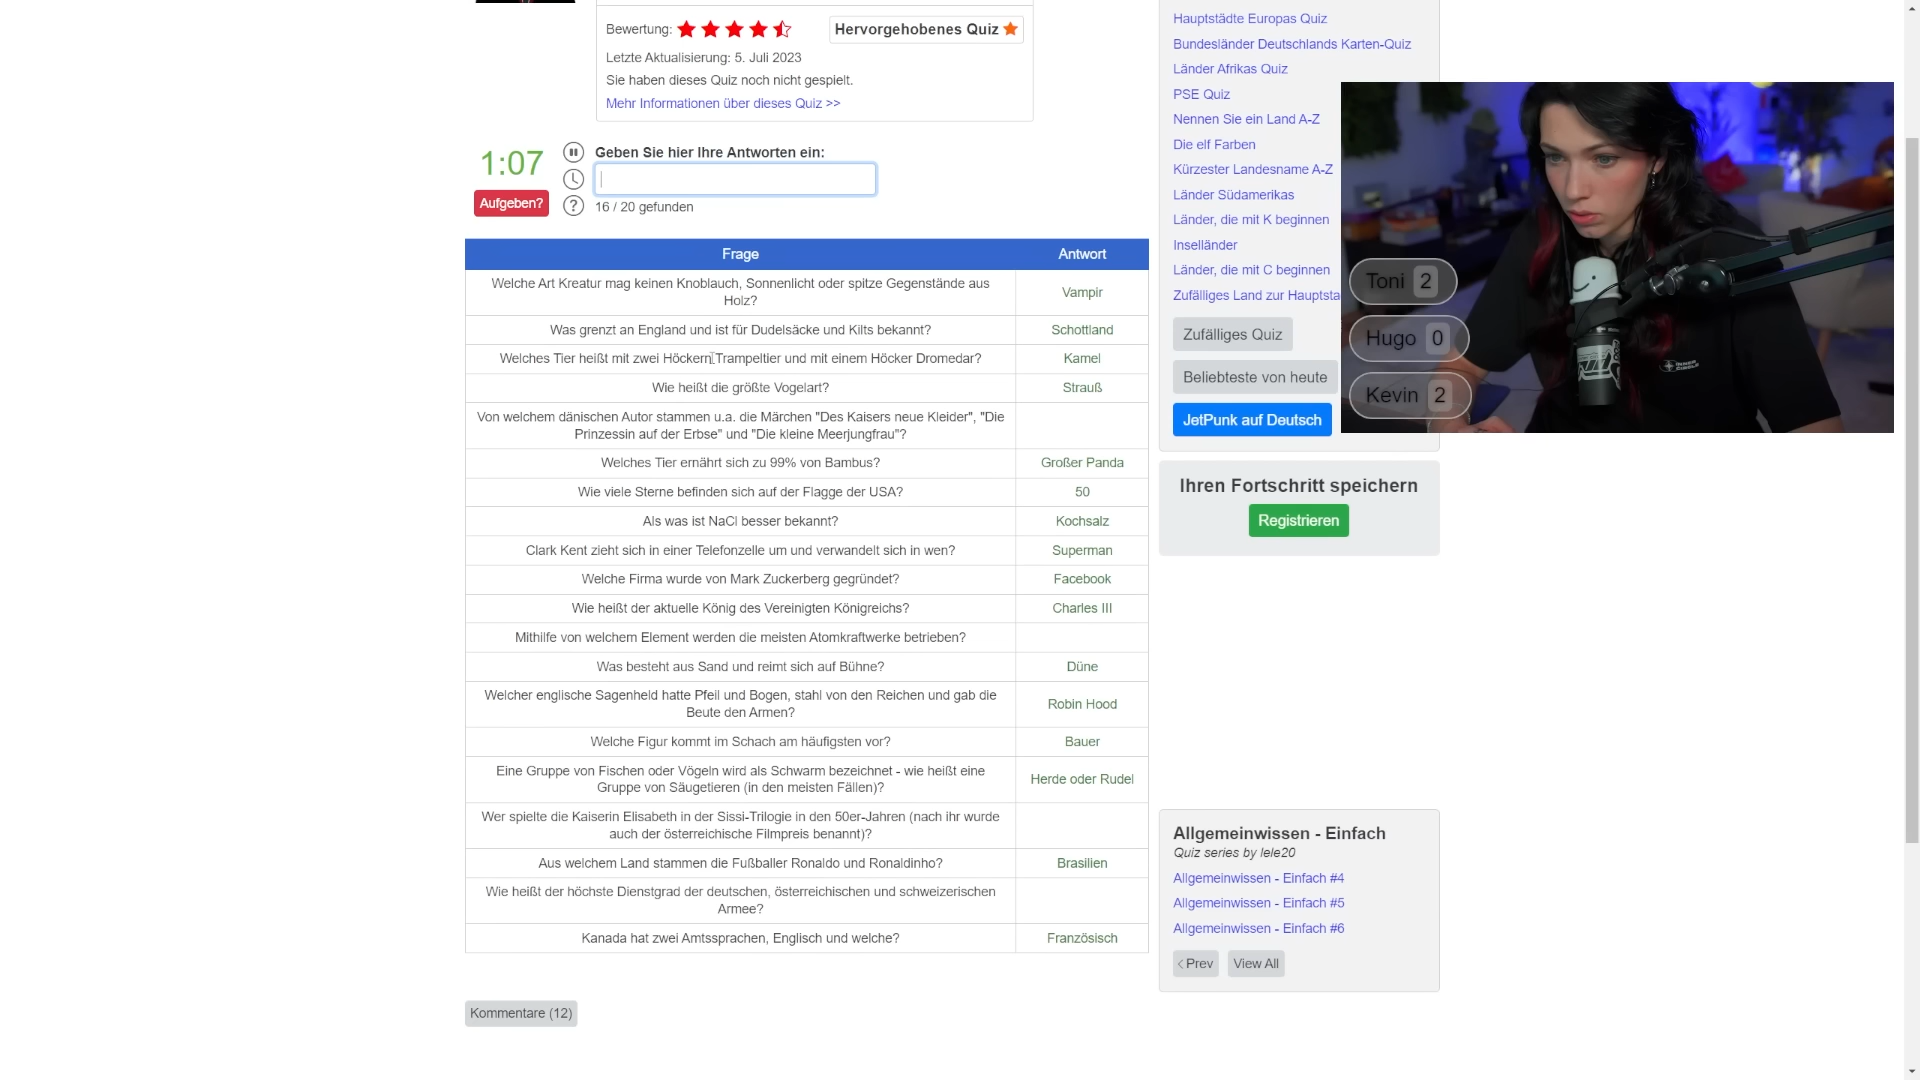 Bewertung:
Hervorgehobenes Quiz
Letzte Aktualisierung: 5. Juli 2023
Sie haben dieses Quiz noch nicht gespielt.
Mehr Informationen über dieses Quiz >>
1:07
Aufgeben?
Geben Sie hier Ihre Antworten ein:
16 / 20 gefunden
Frage Antwort
Welche Art Kreatur mag keinen Knoblauch, Sonnenlicht oder spitze Gegenstände aus
Holz?
Vampir
Was grenzt an England und ist für Dudelsäcke und Kilts bekannt? Schottland
Welches Tier heißt mit zwei Höckern Trampeltier und mit einem Höcker Dromedar? Kamel
Wie heißt die größte Vogelart? Strauß
Von welchem dänischen Autor stammen u.a. die Märchen "Des Kaisers neue Kleider", "Die
Prinzessin auf der Erbse" und "Die kleine Meerjungfrau"?
Welches Tier ernährt sich zu 99% von Bambus? Großer Panda
Wie viele Sterne befinden sich auf der Flagge der USA? 50
Als was ist NaCl besser bekannt? Kochsalz
Clark Kent zieht sich in einer Telefonzelle um und verwandelt sich in wen? Superman
Welche Firma wurde von Mark Zuckerberg gegründet? Facebook
Wie heißt der aktuelle König des Vereinigten Königreichs? Charles III
Mithilfe von welchem Element werden die meisten Atomkraftwerke betrieben?
Was besteht aus Sand und reimt sich auf Bühne? Düne
Welcher englische Sagenheld hatte Pfeil und Bogen, stahl von den Reichen und gab die
Beute den Armen?
Robin Hood
Welche Figur kommt im Schach am häufigsten vor? Bauer
Eine Gruppe von Fischen oder Vögeln wird als Schwarm bezeichnet - wie heißt eine
Gruppe von Säugetieren (in den meisten Fällen)?
Herde oder Rudel
Wer spielte die Kaiserin Elisabeth in der Sissi-Trilogie in den 50er-Jahren (nach ihr wurde
auch der österreichische Filmpreis benannt)?
Aus welchem Land stammen die Fußballer Ronaldo und Ronaldinho? Brasilien
Wie heißt der höchste Dienstgrad der deutschen, österreichischen und schweizerischen
Armee?
Kanada hat zwei Amtssprachen, Englisch und welche? Französisch
Kommentare (12)
Hauptstädte Europas Quiz
Bundesländer Deutschlands Karten-Quiz
Länder Afrikas Quiz
PSE Quiz
Nennen Sie ein Land A-Z
Die elf Farben
Kürzester Landesname A-Z
Länder Südamerikas
Länder, die mit K beginnen
Inselländer
Länder, die mit C beginnen
Zufälliges Land zur Hauptsta
Zufälliges Quiz
Beliebteste von heute
JetPunk auf Deutsch
Toni 2
Hugo 0
Kevin 2
Ihren Fortschritt speichern
Registrieren
Allgemeinwissen - Einfach
Quiz series by lele20
Allgemeinwissen - Einfach #4
Allgemeinwissen - Einfach #5
Allgemeinwissen - Einfach #6
Prev View All